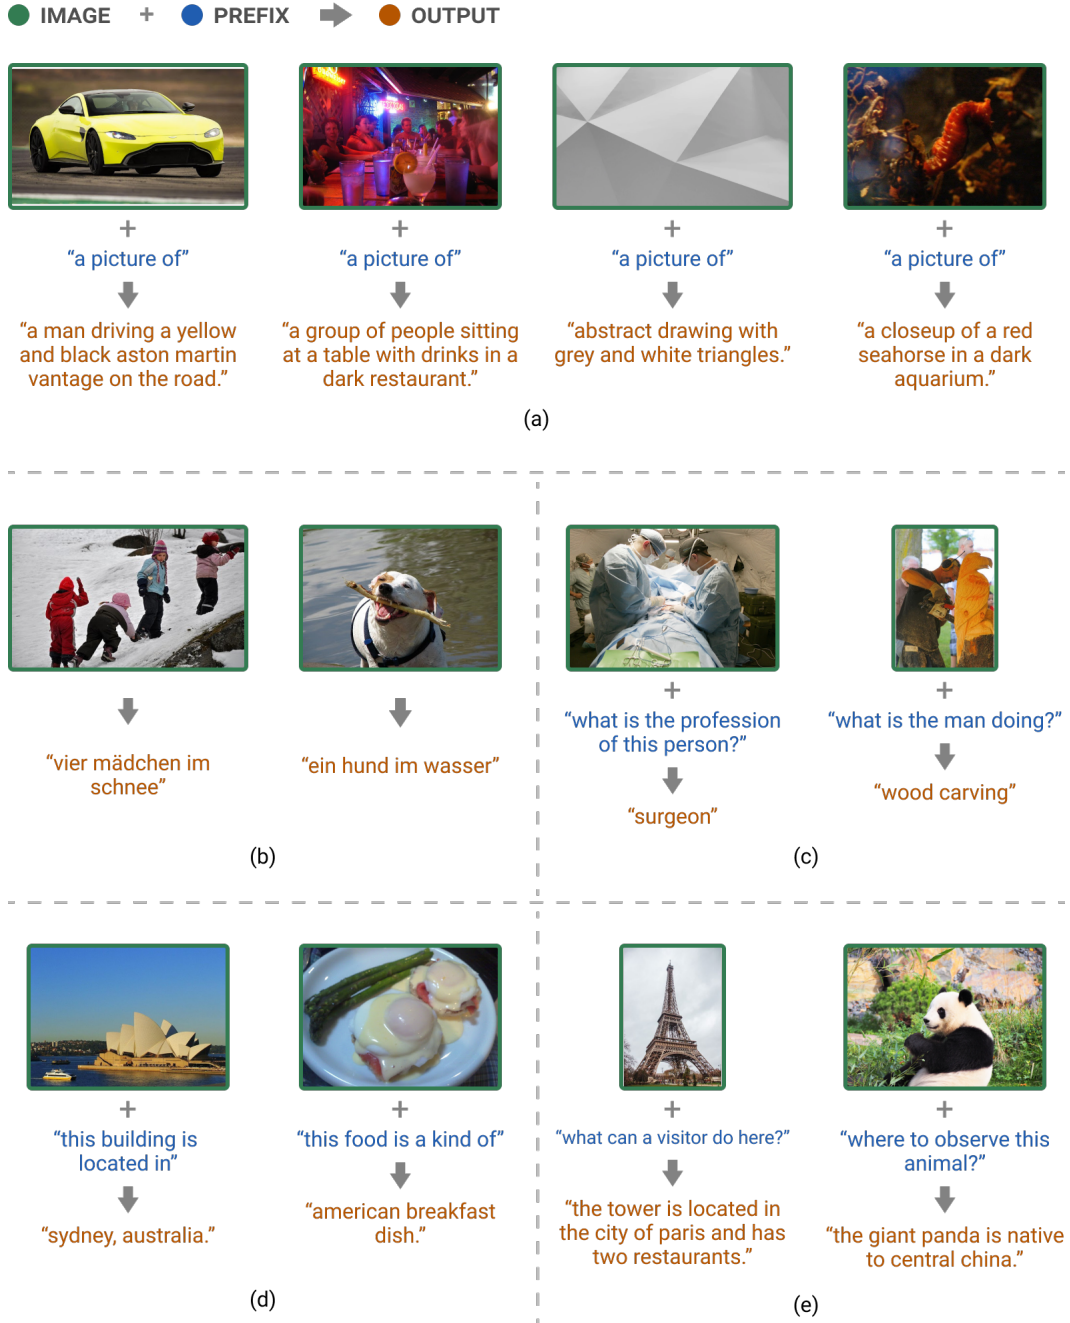 IMAGE + PREFIX OUTPUT
+ + + +
“a picture of” “a picture of” “a picture of” “a picture of”
“a man driving a yellow
and black aston martin
vantage on the road.”
“a group of people sitting
at a table with drinks in a
dark restaurant.”
“abstract drawing with
grey and white triangles.”
“a closeup of a red
seahorse in a dark
aquarium.”
(a)
“vier mädchen im
schnee”
“ein hund im wasser”
(b)
+
“what is the profession
of this person?”
“surgeon”
+
“what is the man doing?”
“wood carving”
(c)
+
“this building is
located in”
“sydney, australia.”
+
“this food is a kind of”
“american breakfast
dish.”
(d)
+
“what can a visitor do here?”
“the tower is located in
the city of paris and has
two restaurants.”
+
“where to observe this
animal?”
“the giant panda is native
to central china.”
(e)